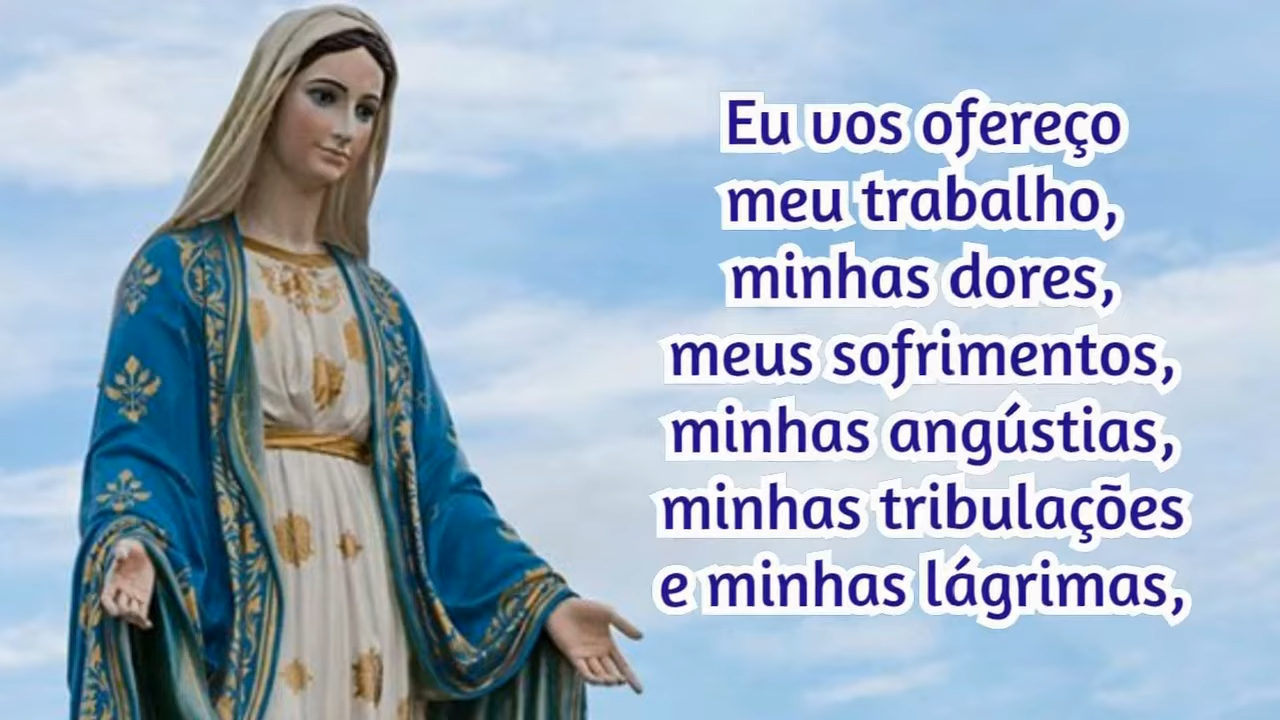 Eu vos ofereço
meu trabalho,
minhas dores,
meus sofrimentos,
minhas angústias,
minhas tribulações
e minhas lágrimas,